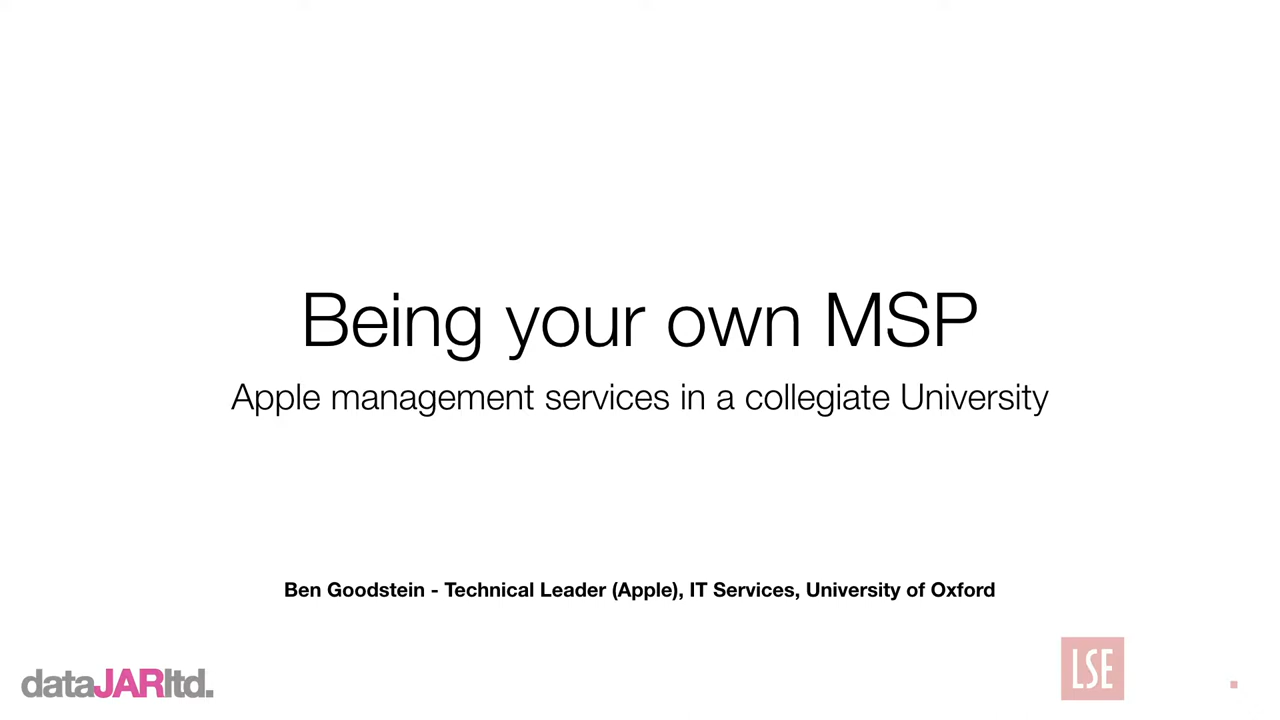 Being your own MSP
Apple management services in a collegiate University
Ben Goodstein - Technical Leader (Apple), IT Services, University of Oxford
dataJARltd.
LSE